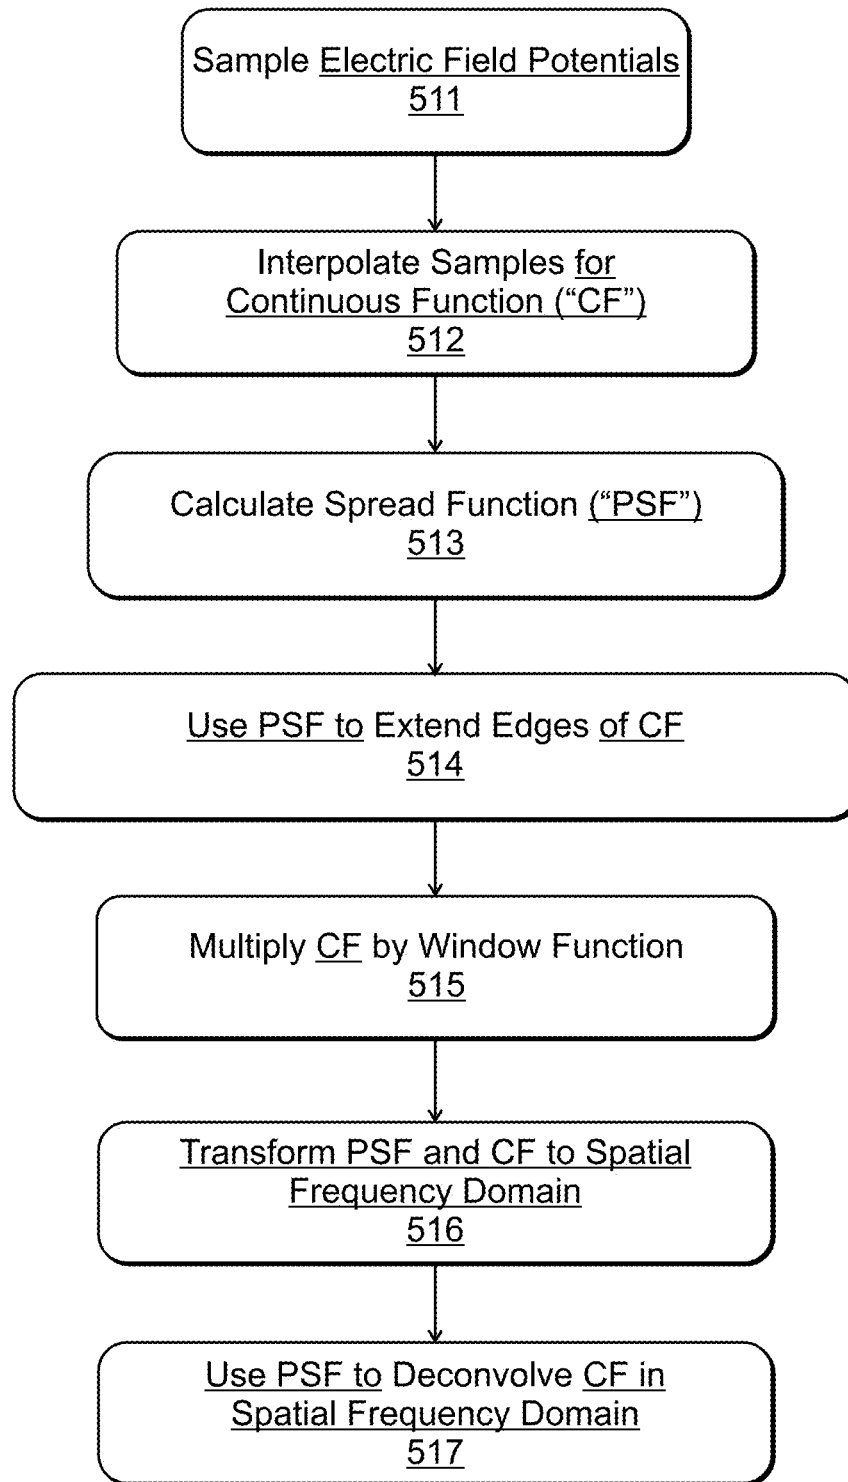 Sample Electric Field Potentials
511
Interpolate Samples for
Continuous Function (“CF”)
512
Calculate Spread Function (“PSF”)
513
Use PSF to Extend Edges of CF
514
Multiply CF by Window Function
515
Transform PSF and CF to Spatial
Frequency Domain
516
Use PSF to Deconvolve CF in
Spatial Frequency Domain
517